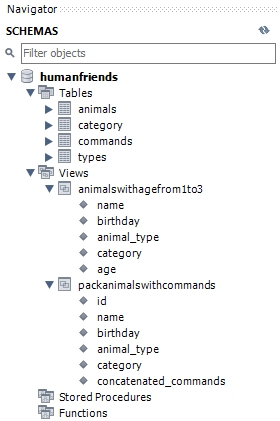 Navigator
SCHEMAS
Filter objects
humanfriends
Tables
animals
category
commands
types
Views
animalswithagefrom1to3
name
birthday
animal_type
category
age
packanimalswithcommands
id
name
birthday
animal_type
category
concatenated_commands
Stored Procedures
Functions